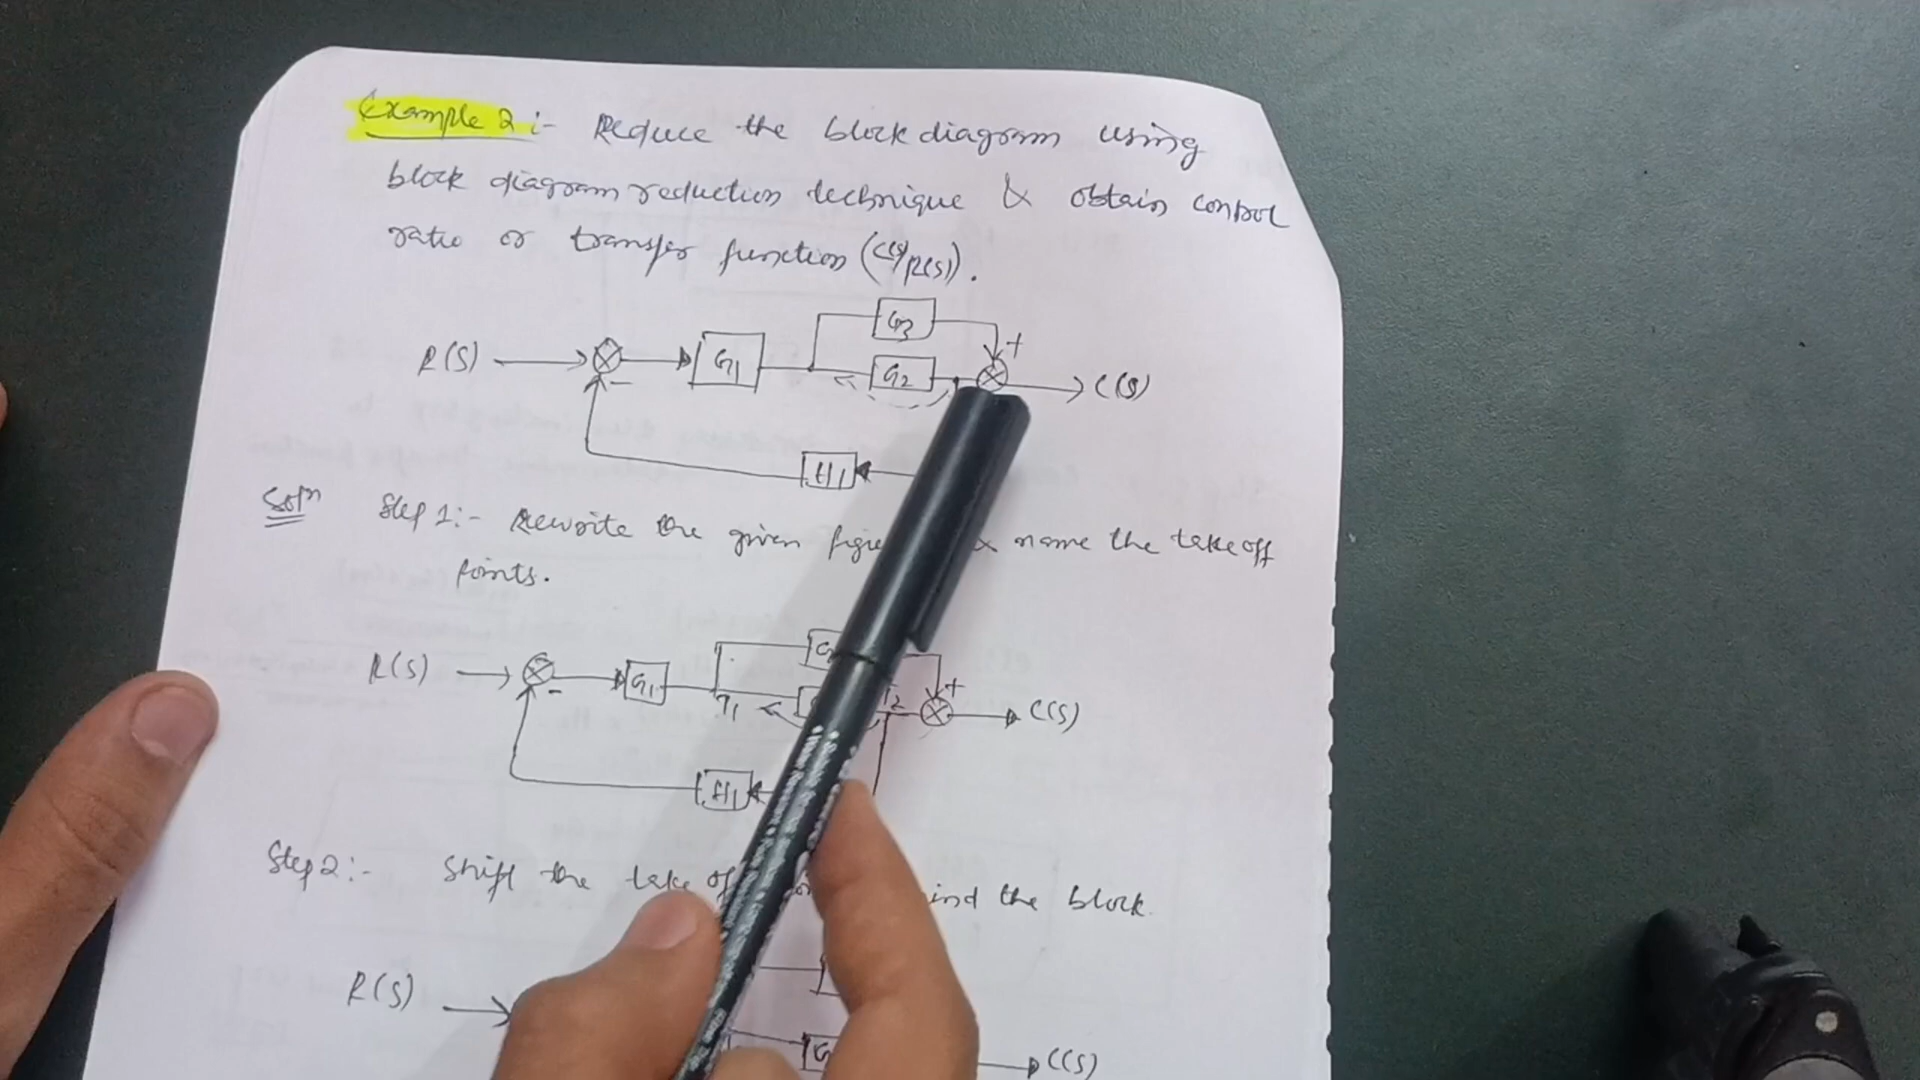 Example 2 :- Reduce the block diagram using
block diagram reduction technique & obtain control
ratio or transfer function (C(s)/R(s)).
G3
+
R(S) G1 G2 C(S)
-
H1
Soln Step 1:- Rewrite the given & name the takeoff
points.
R(S) G1 + C(S)
-
T1
H1
Step 2:- Shift the take the block.
R(S)
C(S)